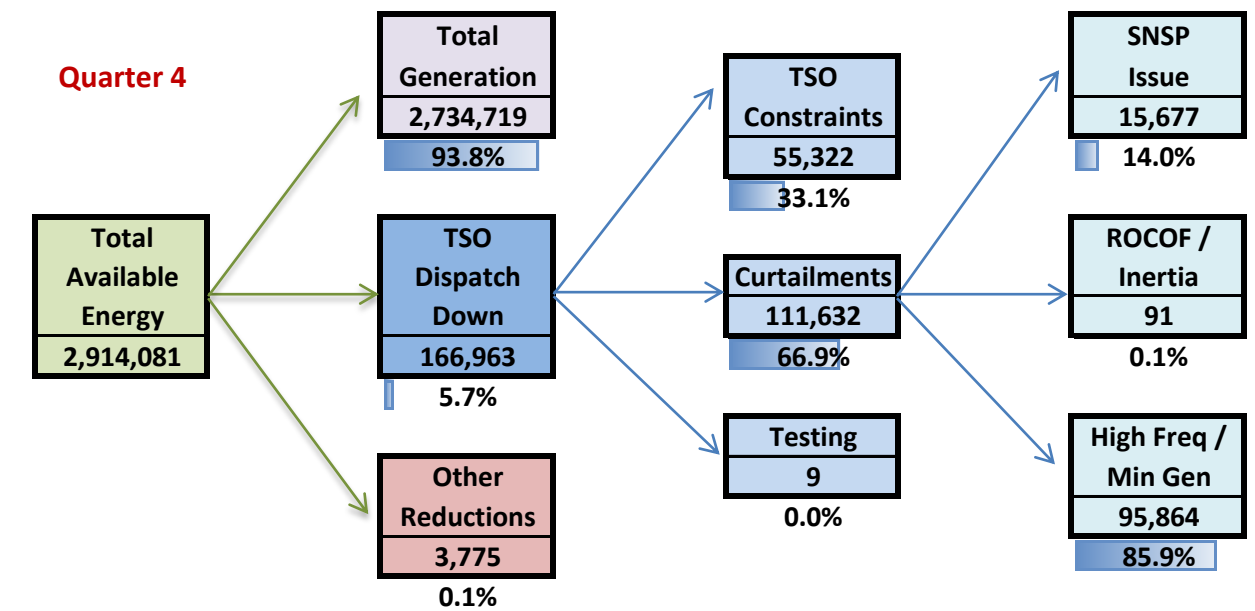 Quarter 4
Total
Available
Energy
2,914,081
Total
Generation
2,734,719
93.8%
TSO
Dispatch
Down
166,963
5.7%
Other
Reductions
3,775
0.1%
TSO
Constraints
55,322
33.1%
Curtailments
111,632
66.9%
Testing
9
0.0%
SNSP
Issue
15,677
14.0%
ROCOF /
Inertia
91
0.1%
High Freq /
Min Gen
95,864
85.9%